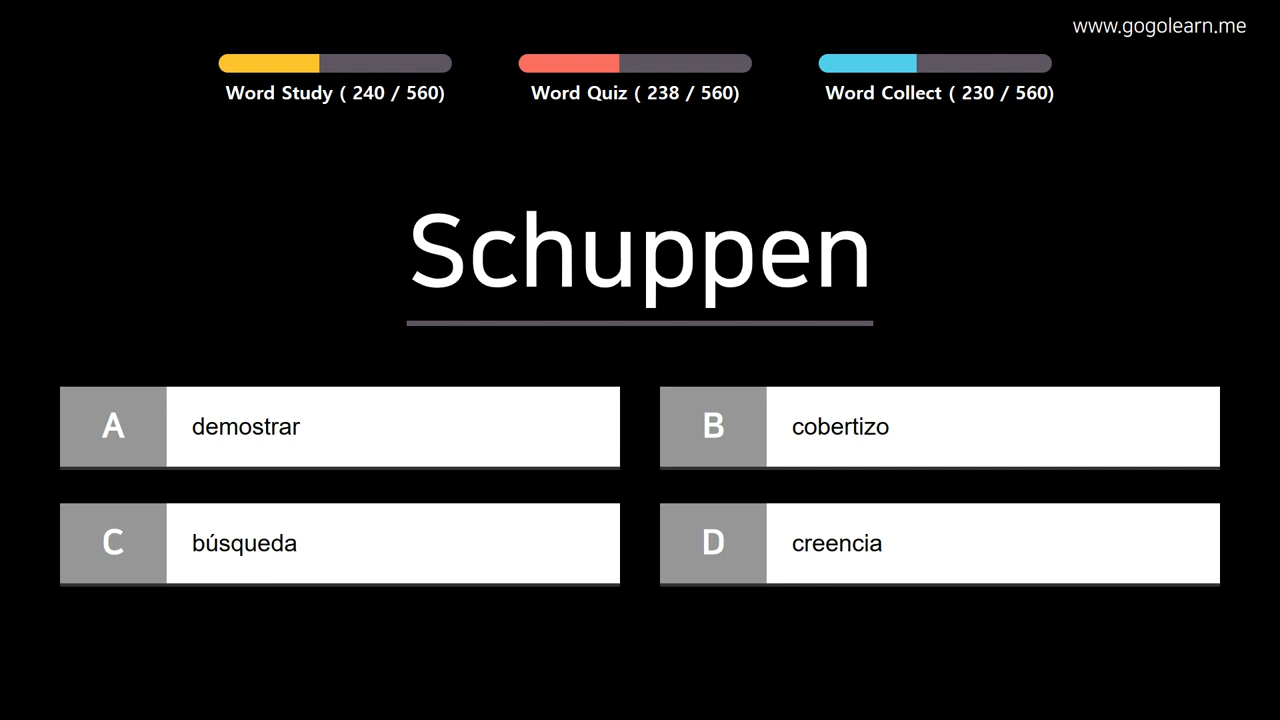 www.gogolearn.me
Word Study ( 240 / 560)
Word Quiz ( 238 / 560)
Word Collect ( 230 / 560)
Schuppen
A demostrar
B cobertizo
C búsqueda
D creencia